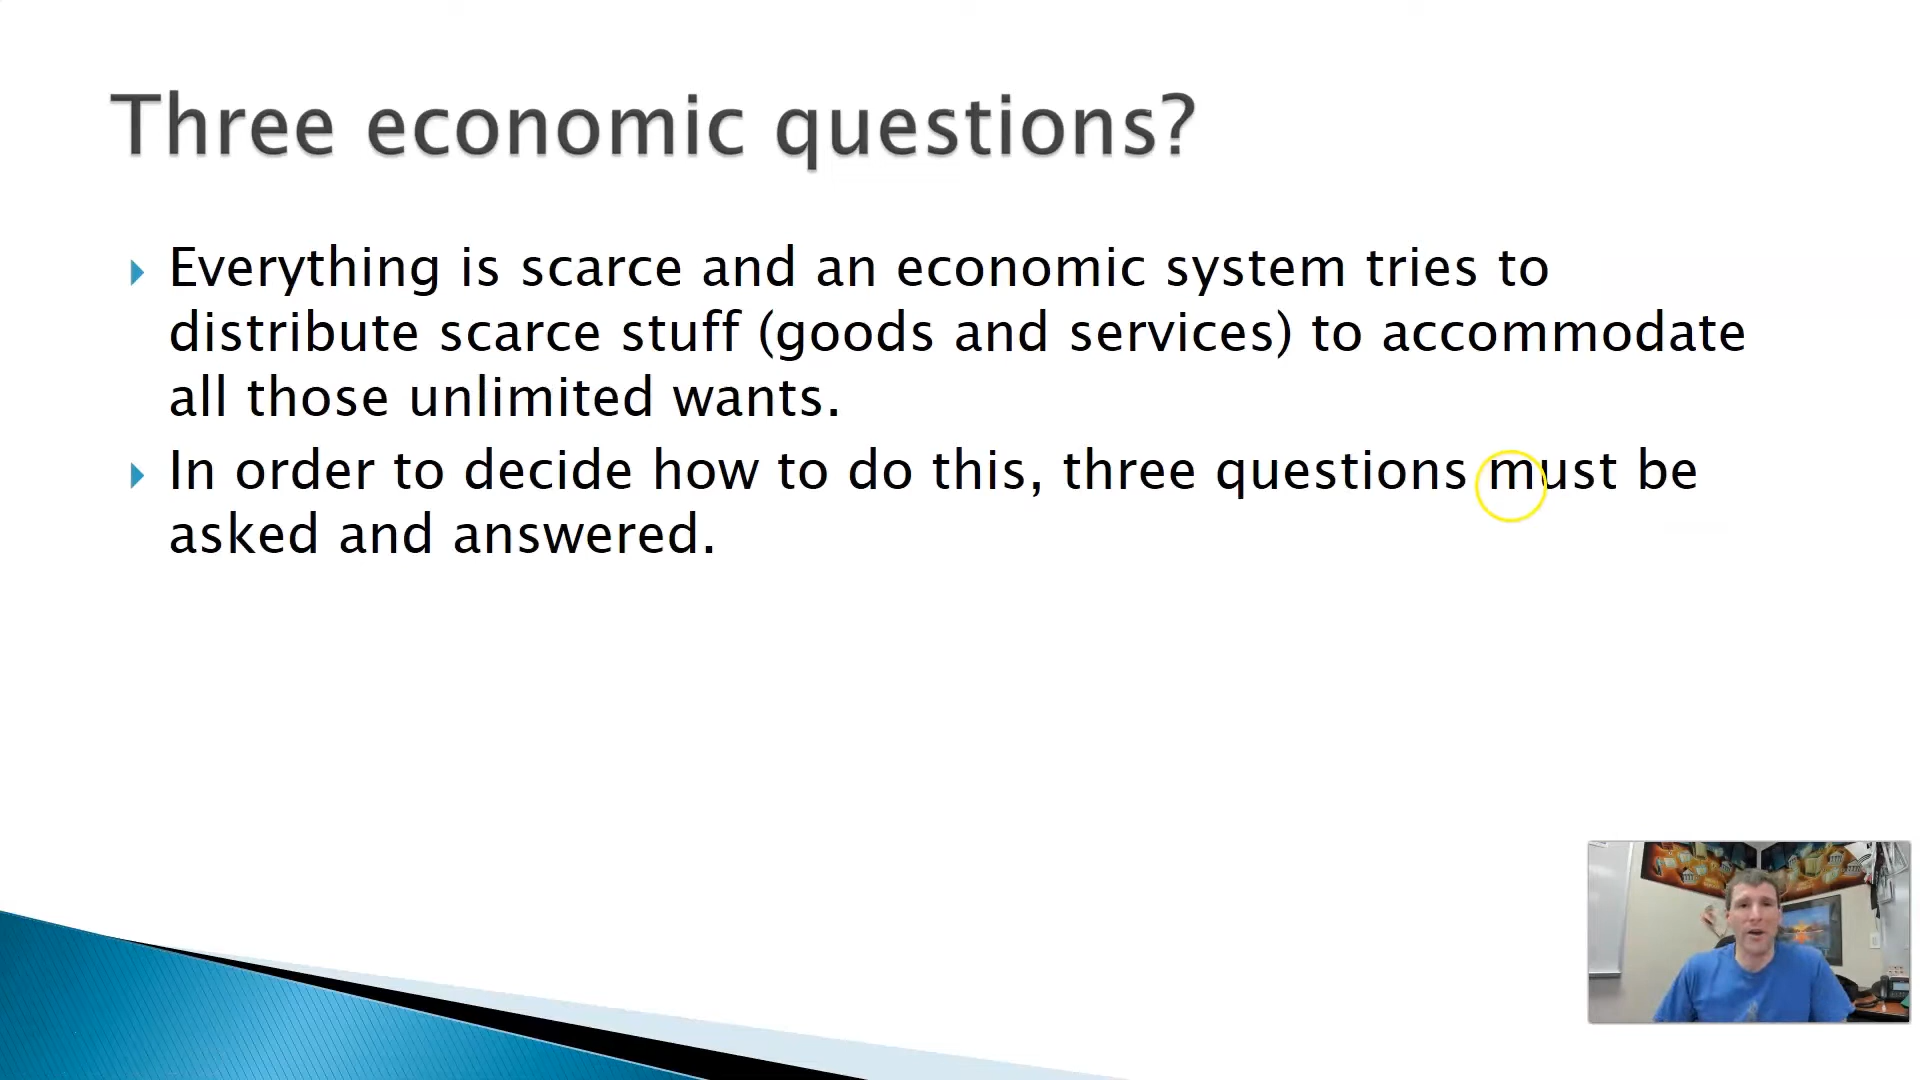 Three economic questions?
Everything is scarce and an economic system tries to
distribute scarce stuff (goods and services) to accommodate
all those unlimited wants.
In order to decide how to do this, three questions must be
asked and answered.